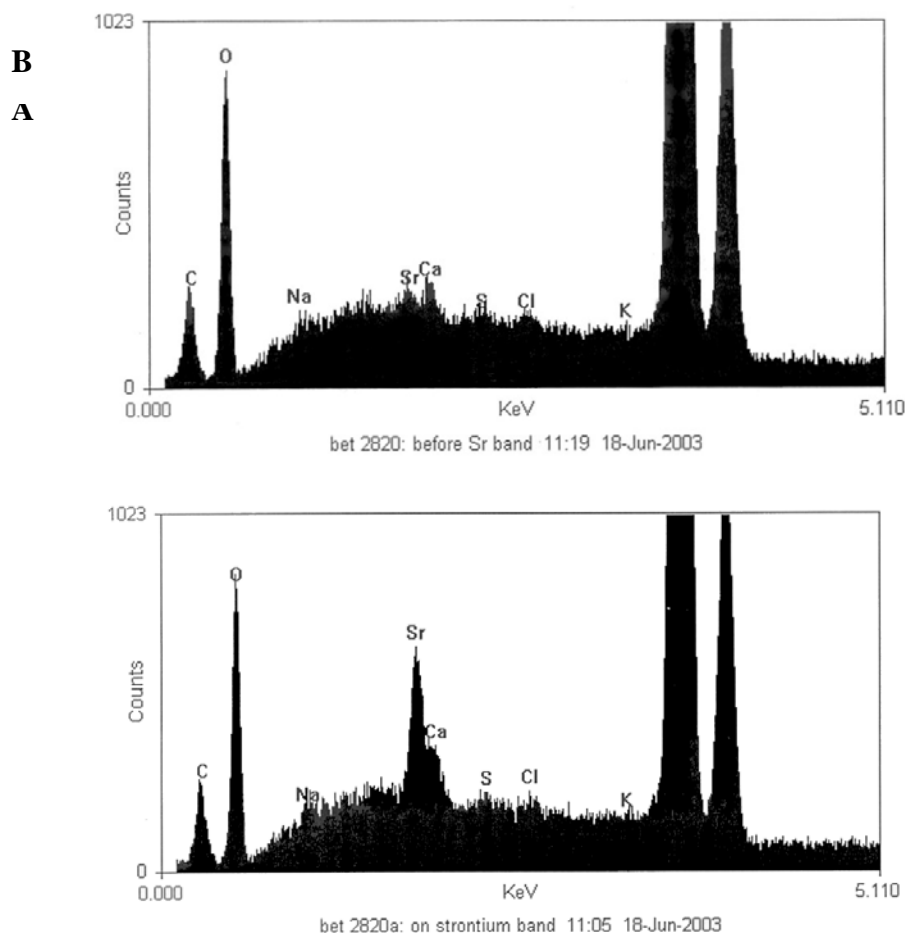 1023
B
O
A
Counts
C
Na
Sr
Ca
S
Cl
K
0
0.000
KeV
5.110
bet 2820: before Sr band 11:19 18-Jun-2003
1023
O
Counts
Sr
Ca
C
Na
S
Cl
K
0
0.000
KeV
5.110
bet 2820a: on strontium band 11:05 18-Jun-2003